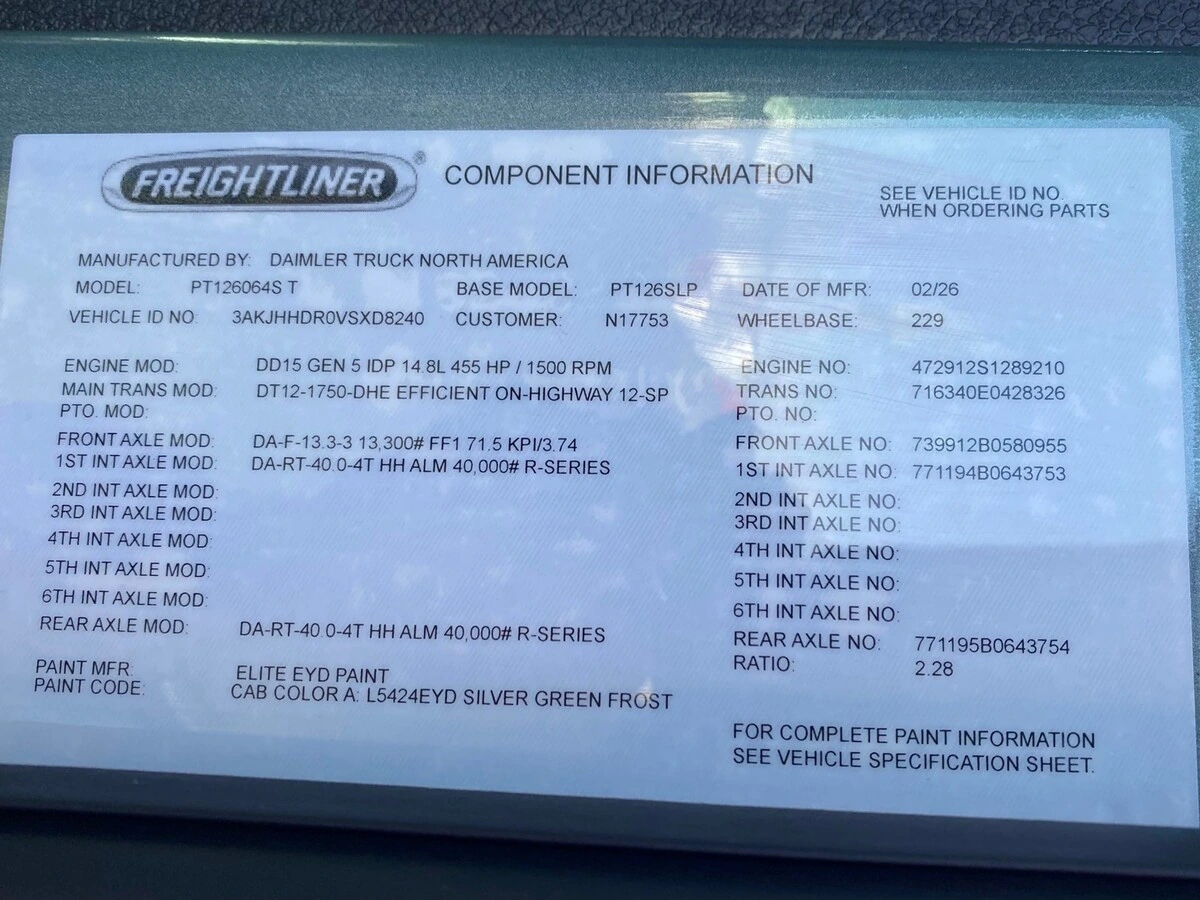 FREIGHTLINER® COMPONENT INFORMATION
SEE VEHICLE ID NO.
WHEN ORDERING PARTS
MANUFACTURED BY: DAIMLER TRUCK NORTH AMERICA
MODEL: PT126064S T BASE MODEL: PT126SLP DATE OF MFR: 02/26
VEHICLE ID NO: 3AKJHHDR0VSXD8240 CUSTOMER: N17753 WHEELBASE: 229
ENGINE MOD: DD15 GEN 5 IDP 14.8L 455 HP / 1500 RPM ENGINE NO: 472912S1289210
MAIN TRANS MOD: DT12-1750-DHE EFFICIENT ON-HIGHWAY 12-SP TRANS NO: 716340E0428326
PTO. MOD: PTO. NO:
FRONT AXLE MOD: DA-F-13.3-3 13,300# FF1 71.5 KPI/3.74 FRONT AXLE NO: 739912B0580955
1ST INT AXLE MOD: DA-RT-40.0-4T HH ALM 40,000# R-SERIES 1ST INT AXLE NO: 771194B0643753
2ND INT AXLE MOD: 2ND INT AXLE NO:
3RD INT AXLE MOD: 3RD INT AXLE NO:
4TH INT AXLE MOD: 4TH INT AXLE NO:
5TH INT AXLE MOD: 5TH INT AXLE NO:
6TH INT AXLE MOD: 6TH INT AXLE NO:
REAR AXLE MOD: DA-RT-40.0-4T HH ALM 40,000# R-SERIES REAR AXLE NO: 771195B0643754
RATIO: 2.28
PAINT MFR: ELITE EYD PAINT
PAINT CODE: CAB COLOR A: L5424EYD SILVER GREEN FROST
FOR COMPLETE PAINT INFORMATION
SEE VEHICLE SPECIFICATION SHEET.